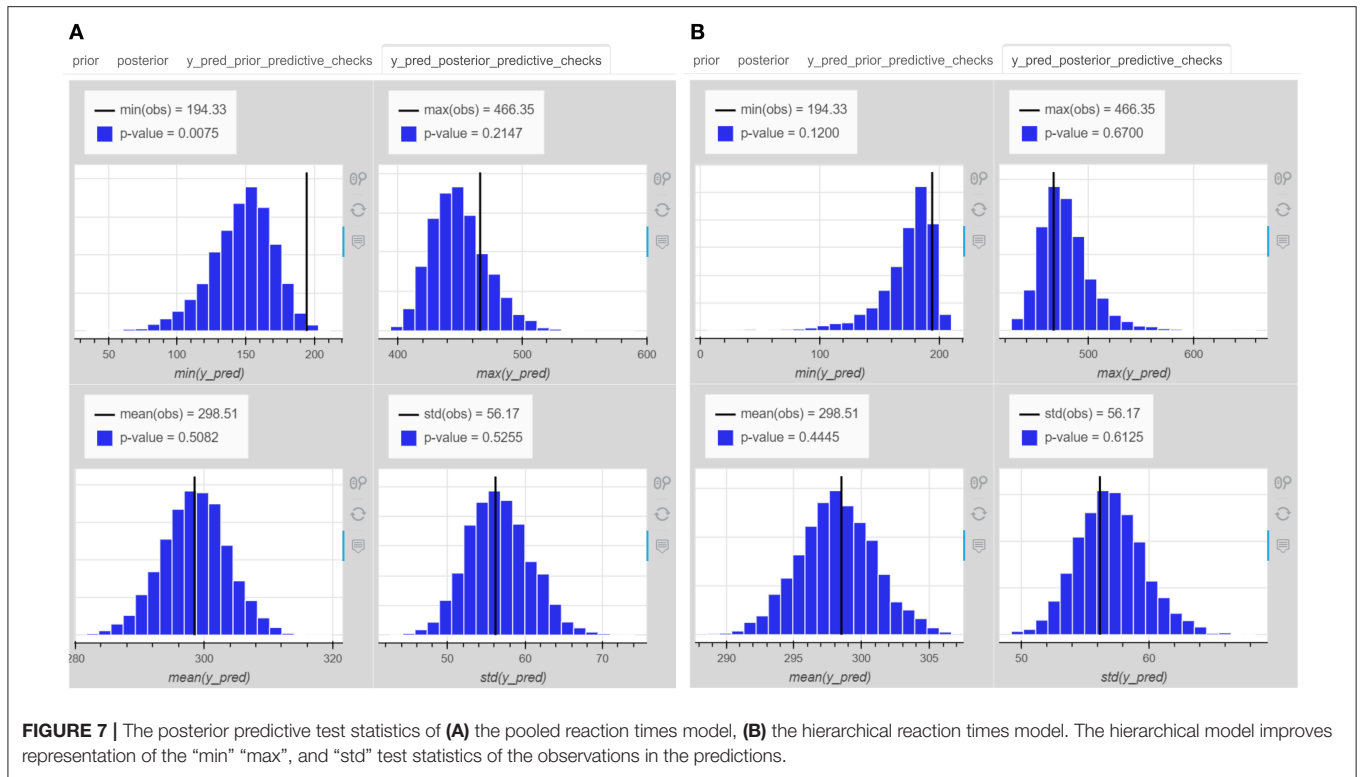 A
prior posterior y_pred_prior_predictive_checks y_pred_posterior_predictive_checks
min(obs) = 194.33
p-value = 0.0075
50 100 150 200
min(y_pred)
max(obs) = 466.35
p-value = 0.2147
400 500 600
max(y_pred)
mean(obs) = 298.51
p-value = 0.5082
280 300 320
mean(y_pred)
std(obs) = 56.17
p-value = 0.5255
50 60 70
std(y_pred)
B
prior posterior y_pred_prior_predictive_checks y_pred_posterior_predictive_checks
min(obs) = 194.33
p-value = 0.1200
0 100 200
min(y_pred)
max(obs) = 466.35
p-value = 0.6700
500 600
max(y_pred)
mean(obs) = 298.51
p-value = 0.4445
290 295 300 305
mean(y_pred)
std(obs) = 56.17
p-value = 0.6125
50 60
std(y_pred)
FIGURE 7 | The posterior predictive test statistics of (A) the pooled reaction times model, (B) the hierarchical reaction times model. The hierarchical model improves
representation of the “min” “max”, and “std” test statistics of the observations in the predictions.